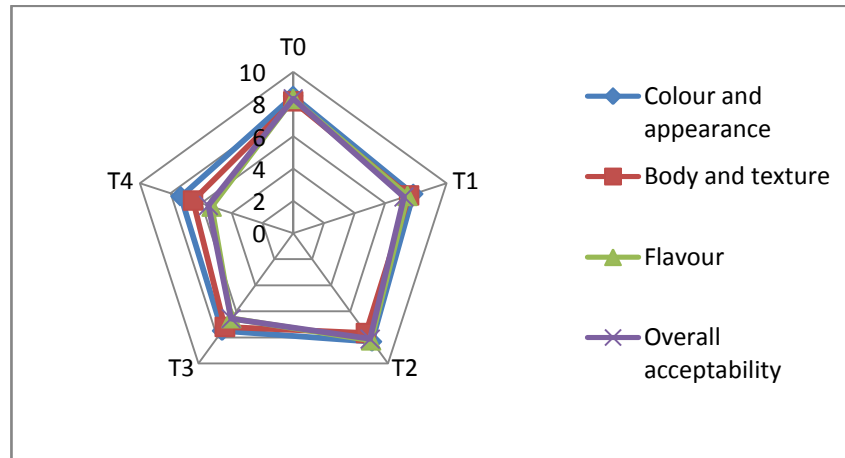 T0
10
8
6
4
2
0
T1
T2
T3
T4
Colour and
appearance
Body and texture
Flavour
Overall
acceptability